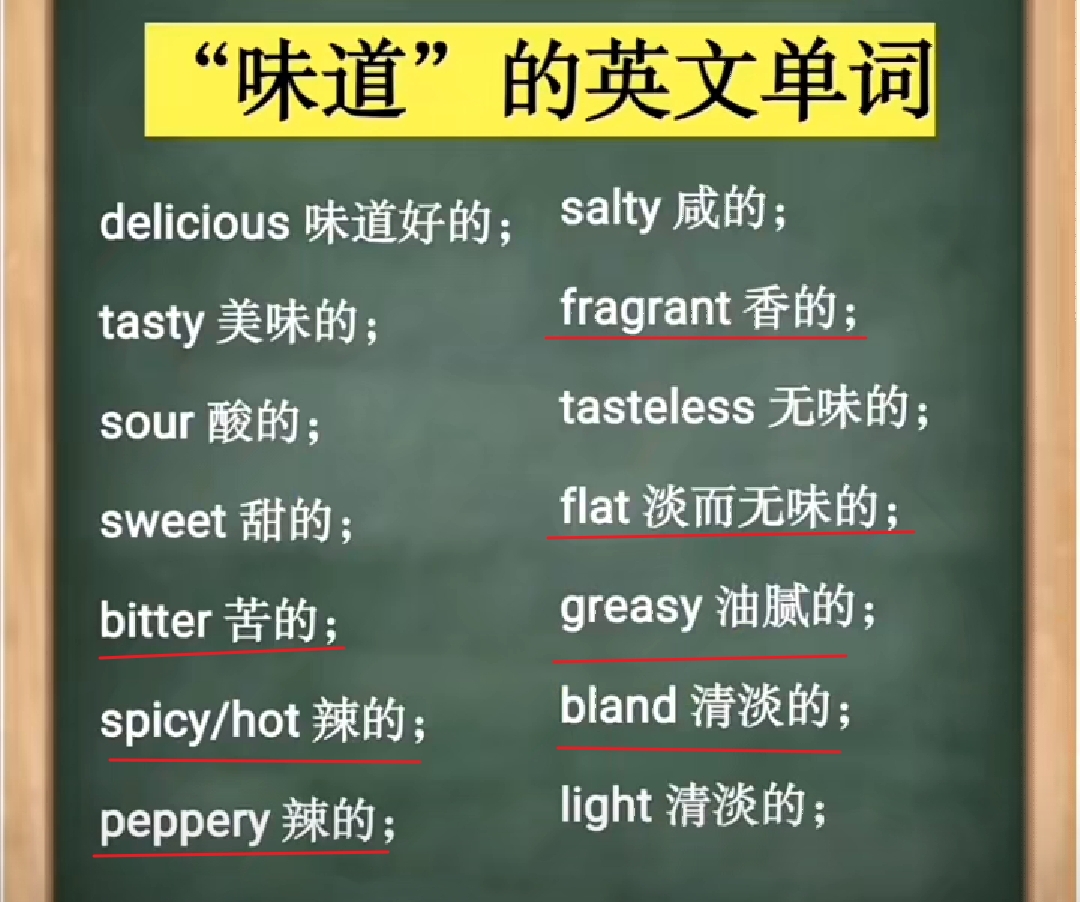 “味道”的英文单词
delicious 味道好的；
tasty 美味的；
sour 酸的；
sweet 甜的；
bitter 苦的；
spicy/hot 辣的；
peppery 辣的；
salty 咸的；
fragrant 香的；
tasteless 无味的；
flat 淡而无味的；
greasy 油腻的；
bland 清淡的；
light 清淡的；